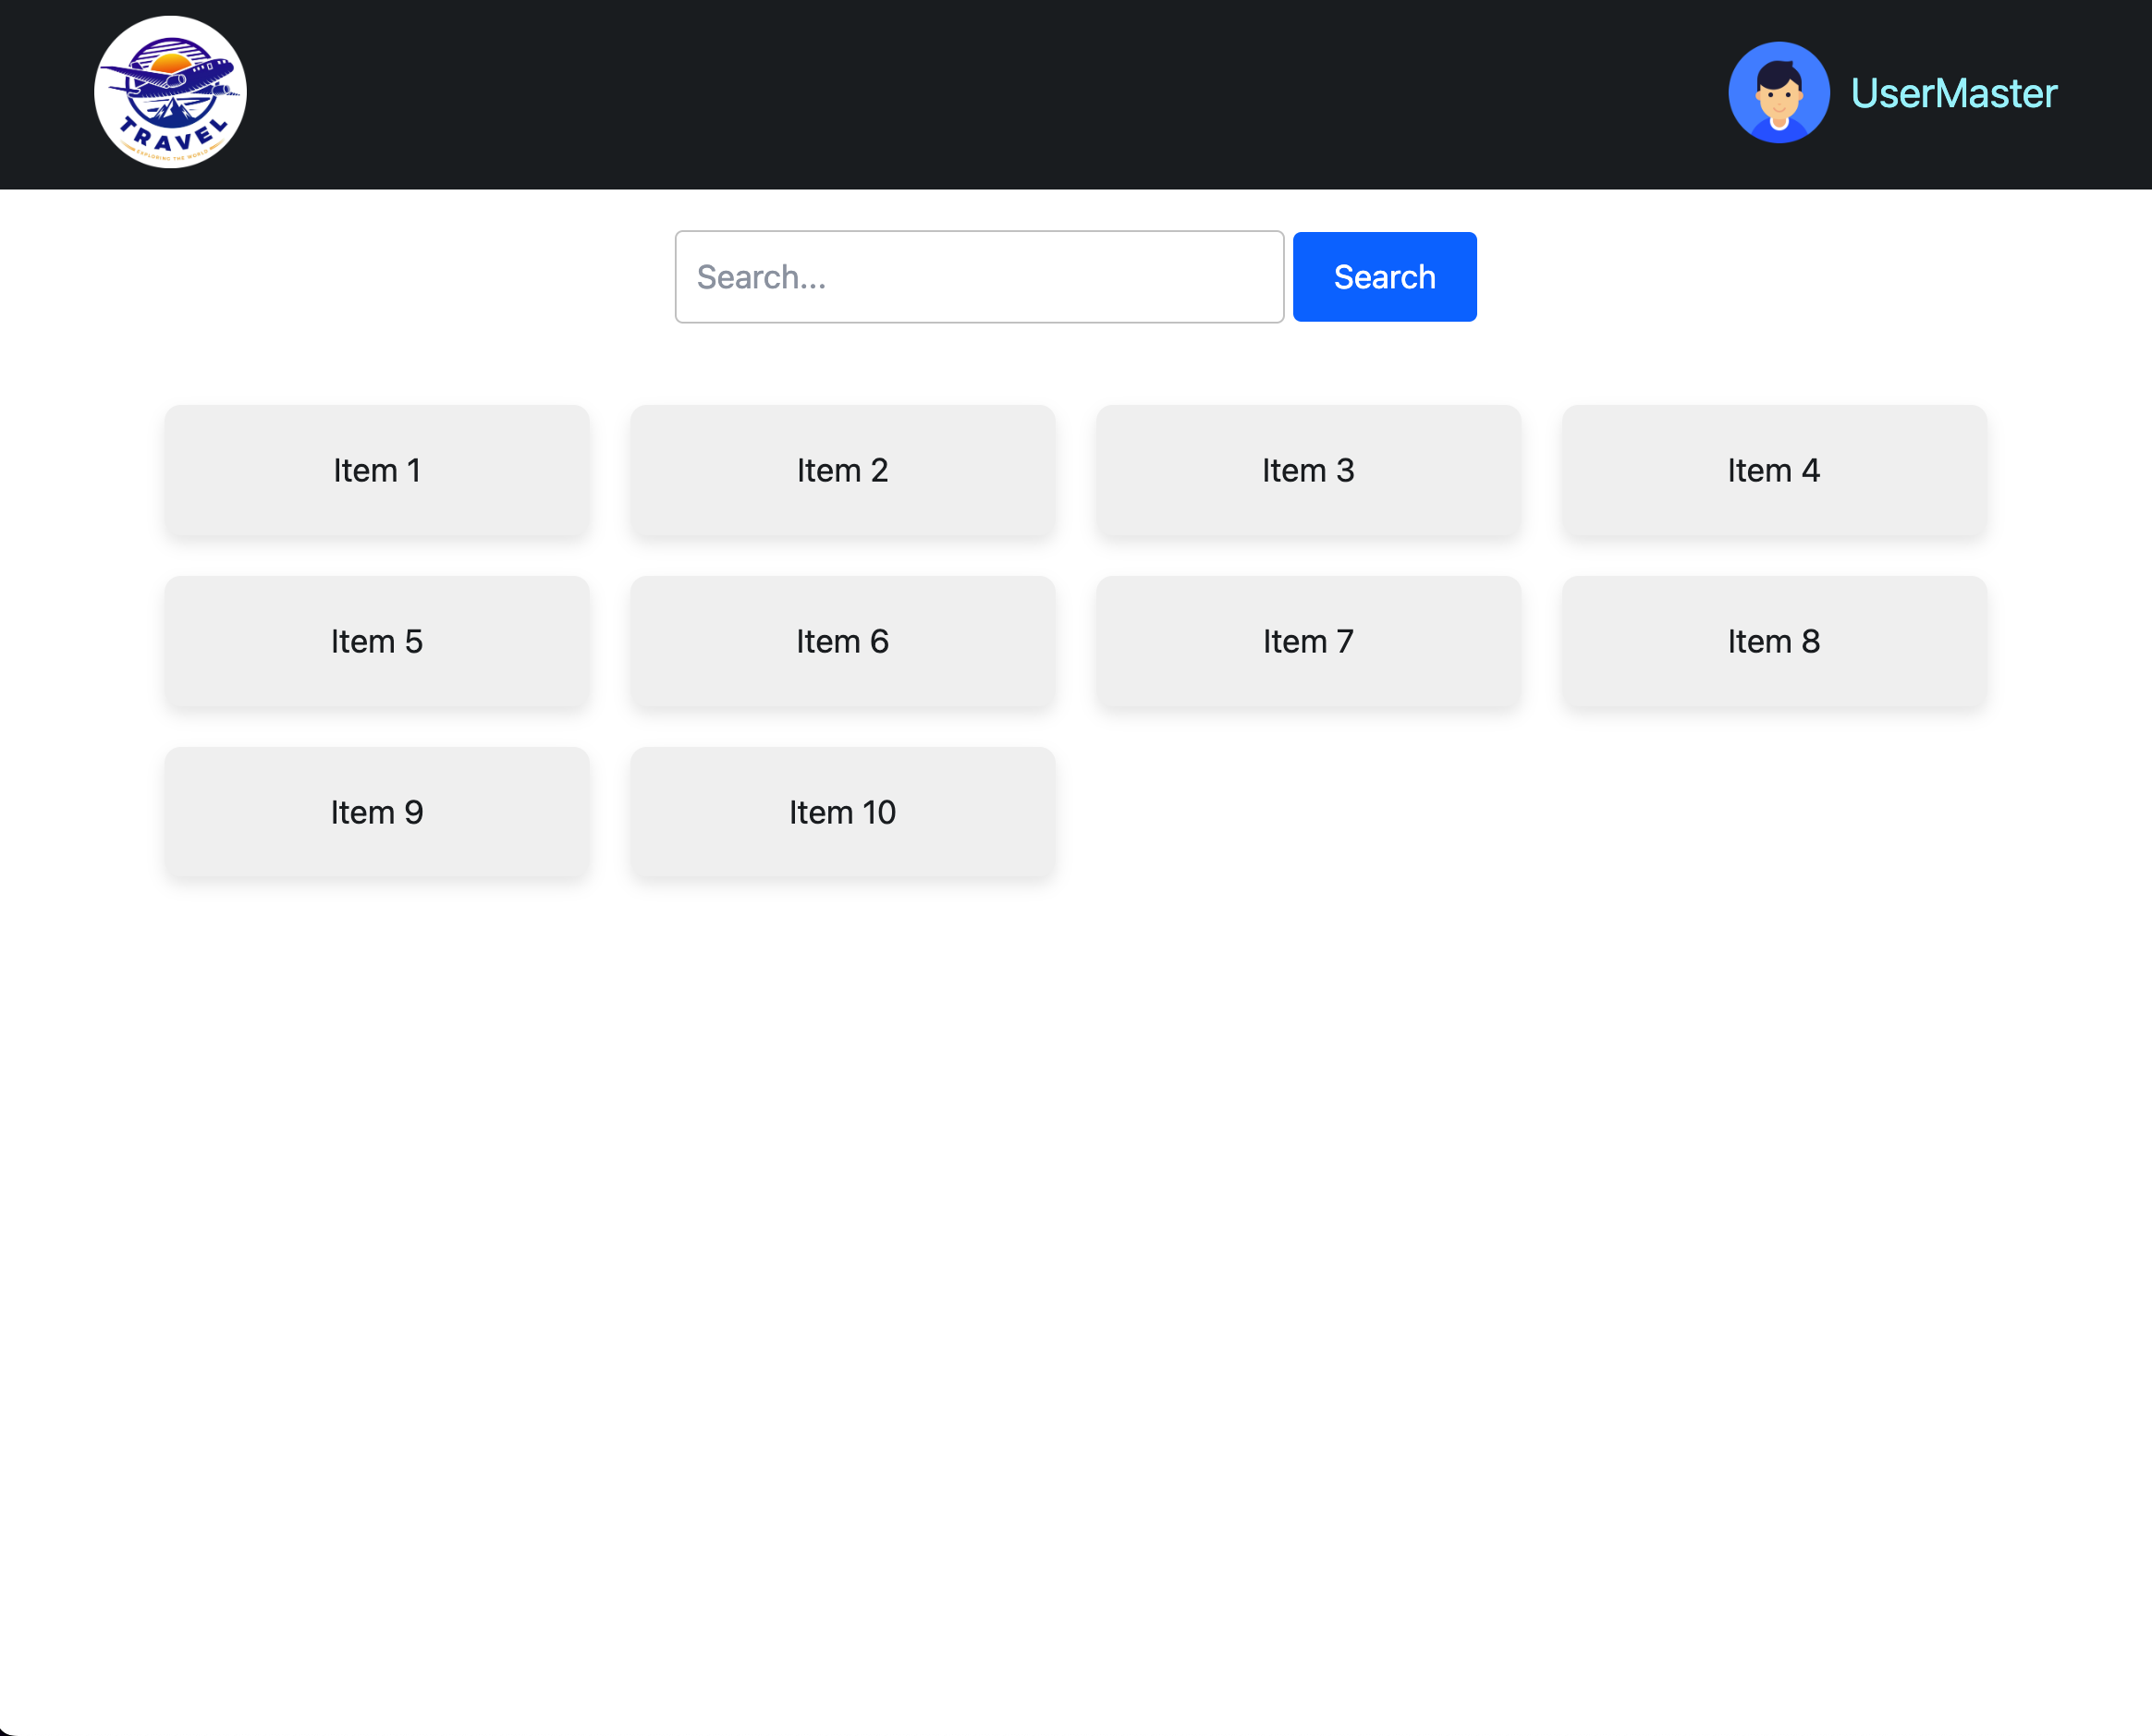 TRAVEL
EXPLORING THE WORLD
UserMaster
Search...
Search
Item 1
Item 2
Item 3
Item 4
Item 5
Item 6
Item 7
Item 8
Item 9
Item 10